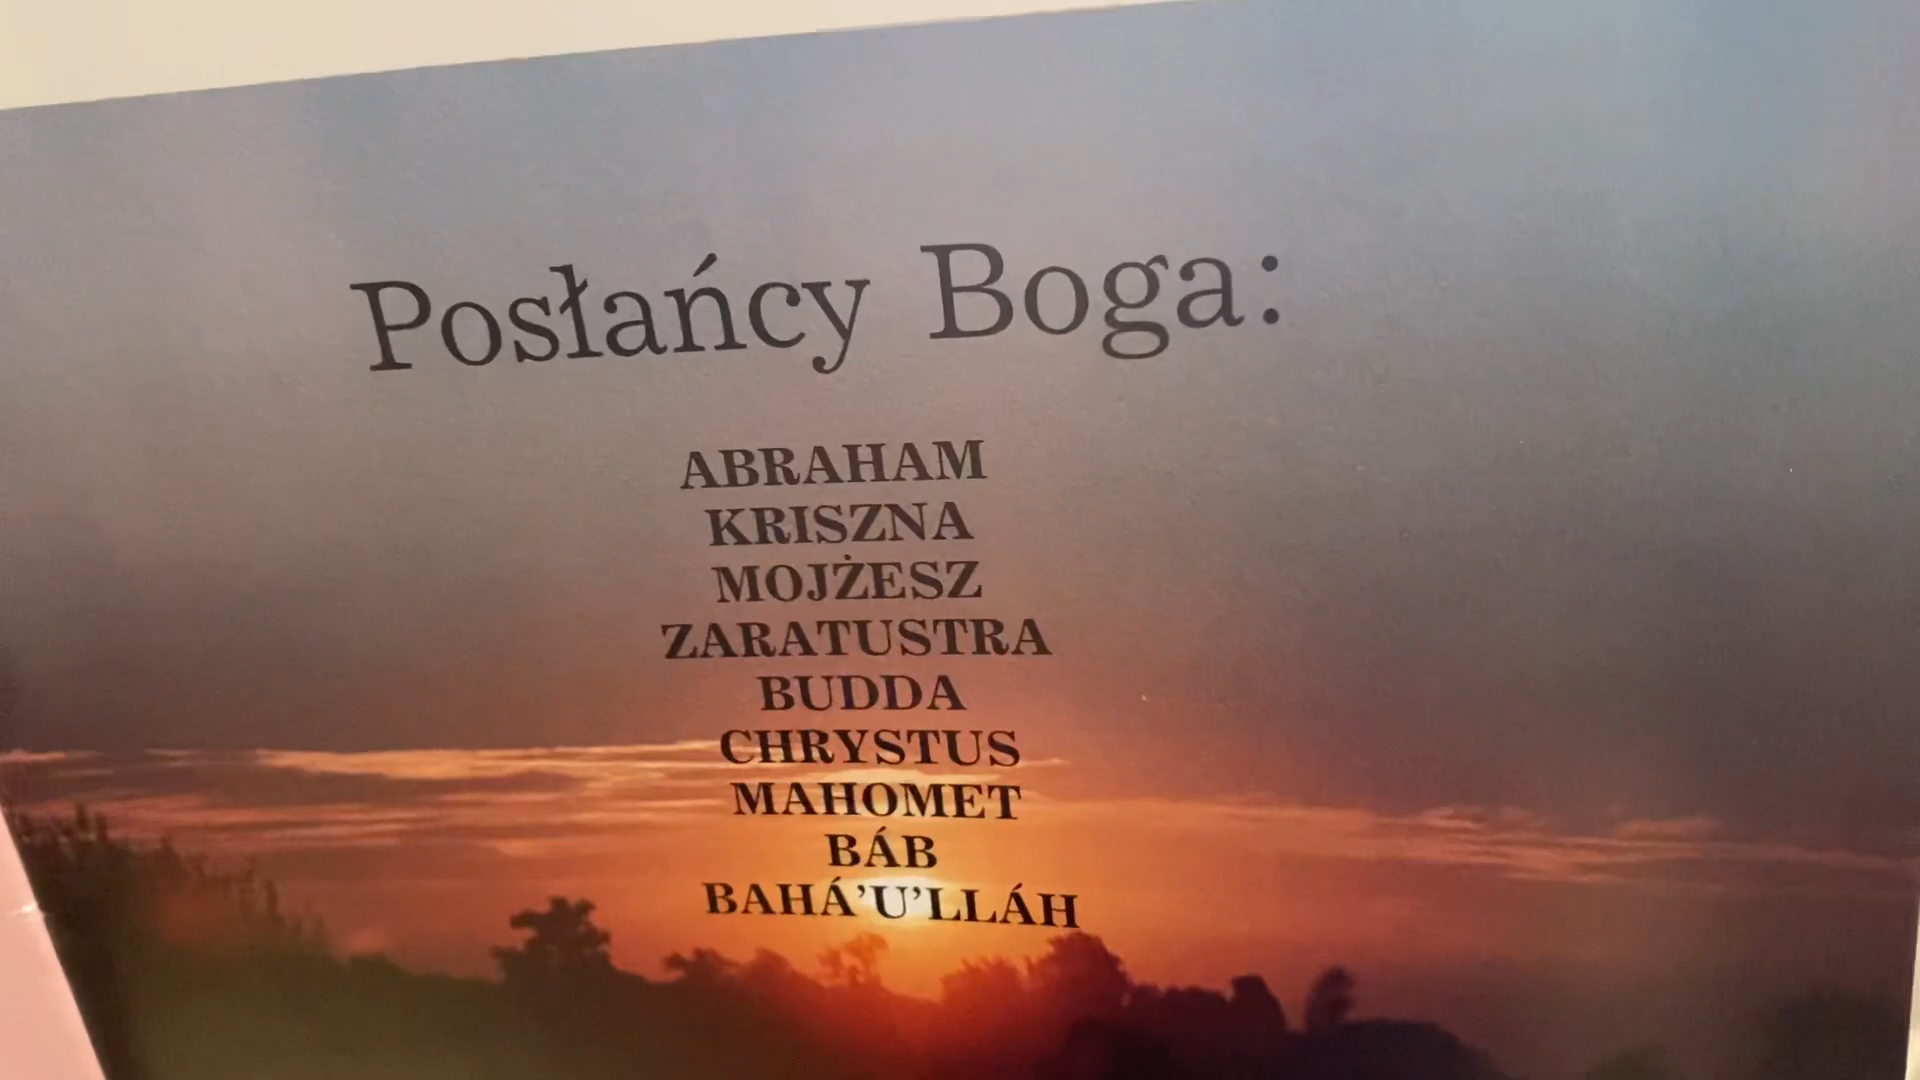 Posłańcy Boga:
ABRAHAM
KRISZNA
MOJŻESZ
ZARATUSTRA
BUDDA
CHRYSTUS
MAHOMET
BÁB
BAHÁ’U’LLÁH